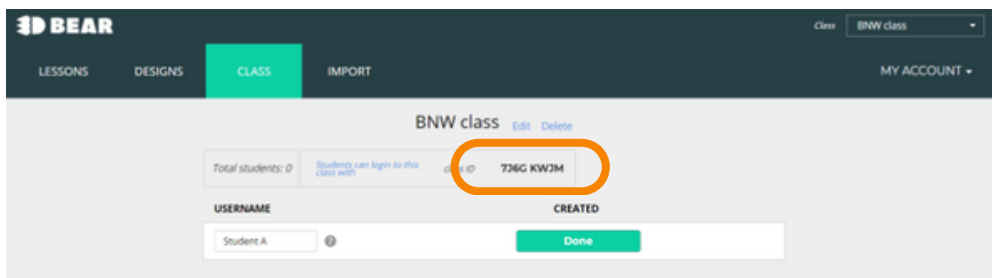 3D BEAR
Class BNW class
LESSONS DESIGNS CLASS IMPORT MY ACCOUNT
BNW class Edit Delete
Total students: 0 Students can login to this class with class ID 7J6G KWJM
USERNAME CREATED
Student A ? Done